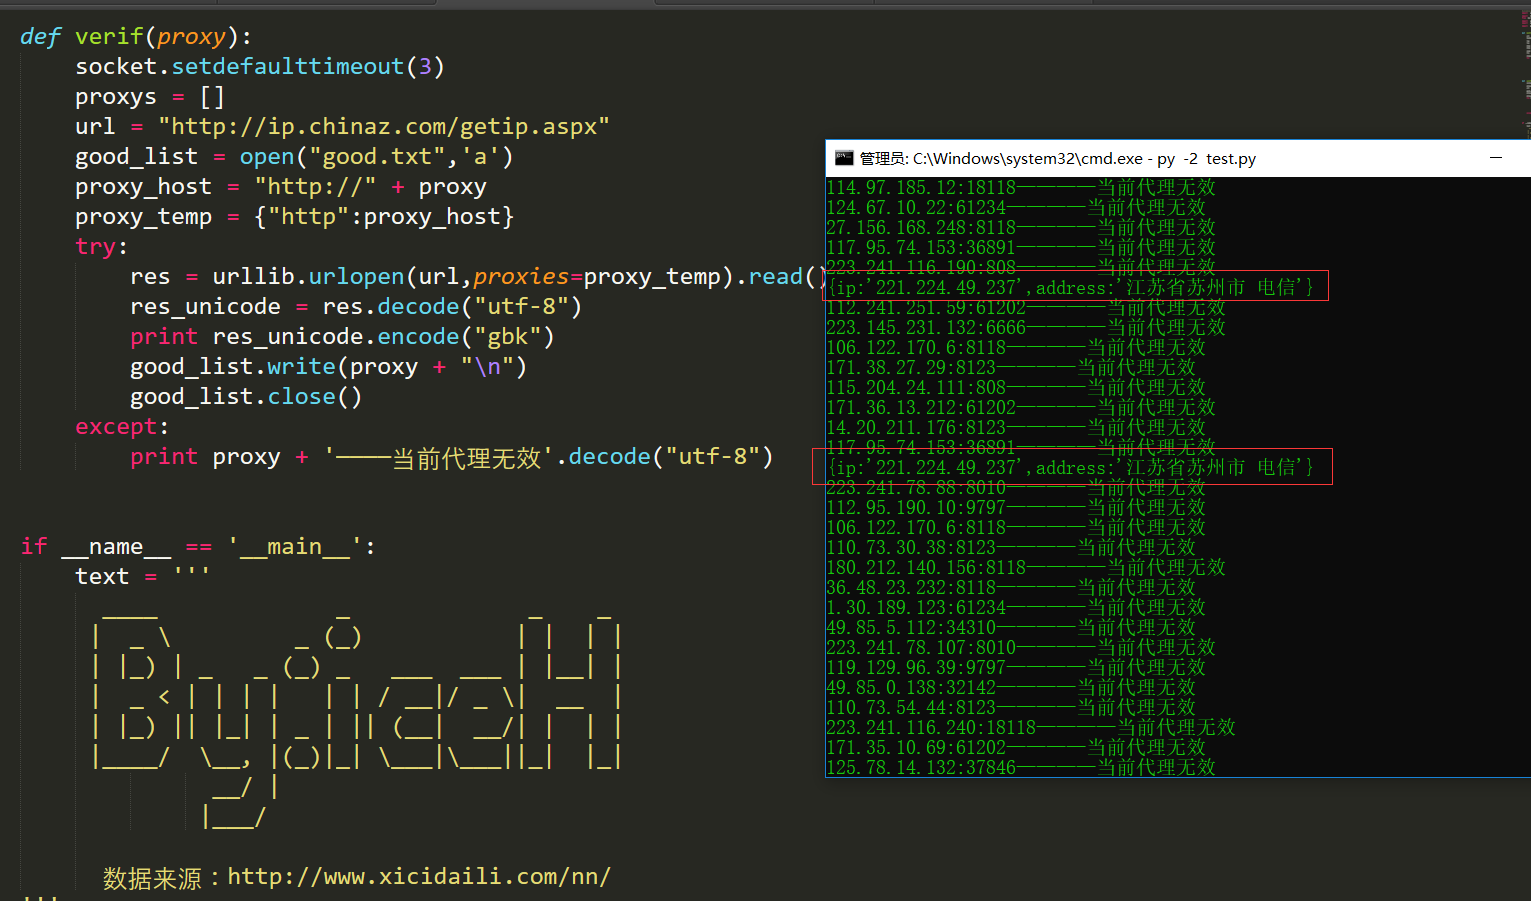 def verif(proxy):
    socket.setdefaulttimeout(3)
    proxys = []
    url = "http://ip.chinaz.com/getip.aspx"
    good_list = open("good.txt",'a')
    proxy_host = "http://" + proxy
    proxy_temp = {"http":proxy_host}
    try:
        res = urllib.urlopen(url,proxies=proxy_temp).read()
        res_unicode = res.decode("utf-8")
        print res_unicode.encode("gbk")
        good_list.write(proxy + "\n")
        good_list.close()
    except:
        print proxy + '————当前代理无效'.decode("utf-8")
if __name__ == '__main__':
    text = '''
By:iceH
数据来源：http://www.xicidaili.com/nn/
'''
管理员: C:\Windows\system32\cmd.exe - py  -2  test.py
114.97.185.12:18118————当前代理无效
124.67.10.22:61234————当前代理无效
27.156.168.248:8118————当前代理无效
117.95.74.153:36891————当前代理无效
223.241.116.190:808————当前代理无效
{ip:'221.224.49.237',address:'江苏省苏州市 电信'}
112.241.251.59:61202————当前代理无效
223.145.231.132:6666————当前代理无效
106.122.170.6:8118————当前代理无效
171.38.27.29:8123————当前代理无效
115.204.24.111:808————当前代理无效
171.36.13.212:61202————当前代理无效
14.20.211.176:8123————当前代理无效
117.95.74.153:36891————当前代理无效
{ip:'221.224.49.237',address:'江苏省苏州市 电信'}
223.241.78.88:8010————当前代理无效
112.95.190.10:9797————当前代理无效
106.122.170.6:8118————当前代理无效
110.73.30.38:8123————当前代理无效
180.212.140.156:8118————当前代理无效
36.48.23.232:8118————当前代理无效
1.30.189.123:61234————当前代理无效
49.85.5.112:34310————当前代理无效
223.241.78.107:8010————当前代理无效
119.129.96.39:9797————当前代理无效
49.85.0.138:32142————当前代理无效
110.73.54.44:8123————当前代理无效
223.241.116.240:18118————当前代理无效
171.35.10.69:61202————当前代理无效
125.78.14.132:37846————当前代理无效